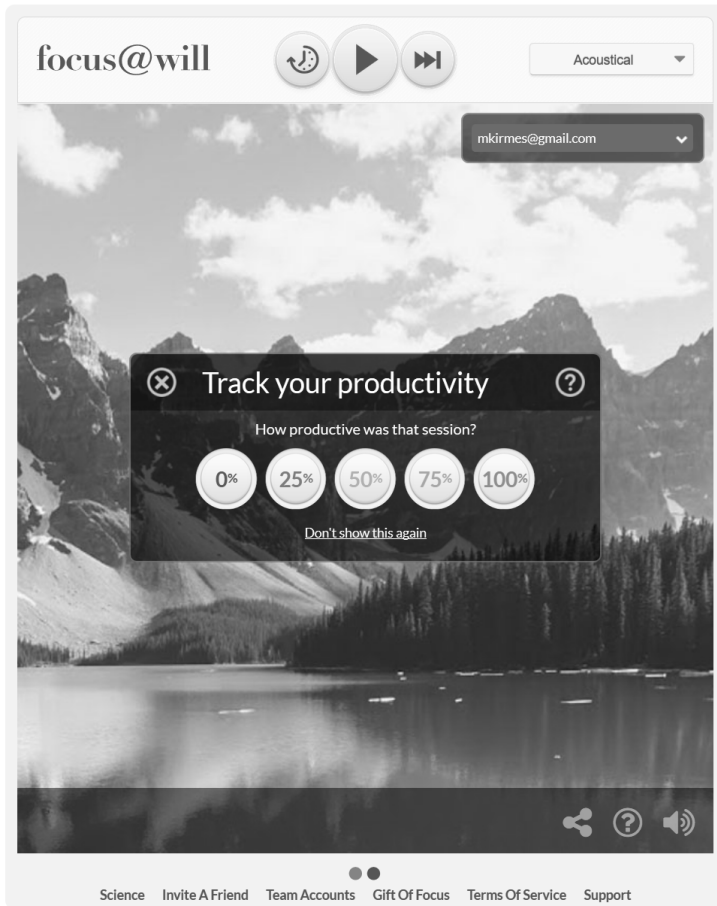 focus@will
Acoustical
mkirmes@gmail.com
Track your productivity
How productive was that session?
0% 25% 50% 75% 100%
Don't show this again
Science Invite A Friend Team Accounts Gift Of Focus Terms Of Service Support